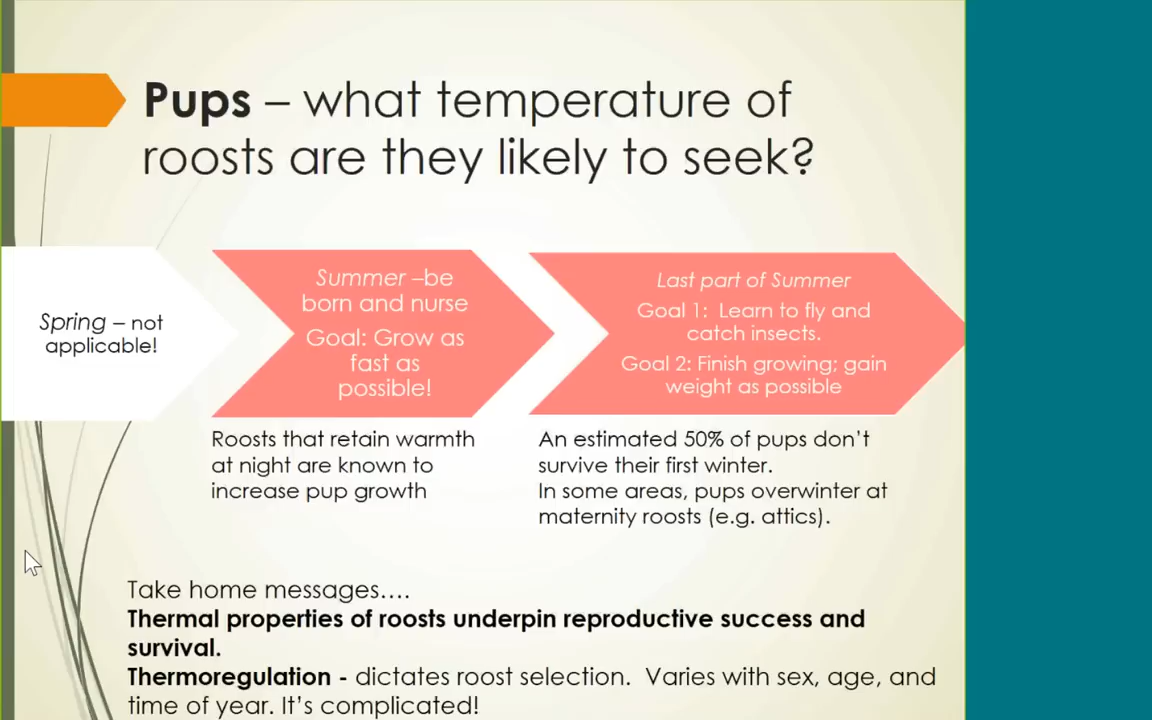 Pups – what temperature of
roosts are they likely to seek?
Spring – not
applicable!
Summer –be
born and nurse
Goal: Grow as
fast as
possible!
Last part of Summer
Goal 1:  Learn to fly and
catch insects.
Goal 2: Finish growing; gain
weight as possible
Roosts that retain warmth
at night are known to
increase pup growth
An estimated 50% of pups don't
survive their first winter.
In some areas, pups overwinter at
maternity roosts (e.g. attics).
Take home messages….
Thermal properties of roosts underpin reproductive success and
survival.
Thermoregulation - dictates roost selection.  Varies with sex, age, and
time of year. It's complicated!